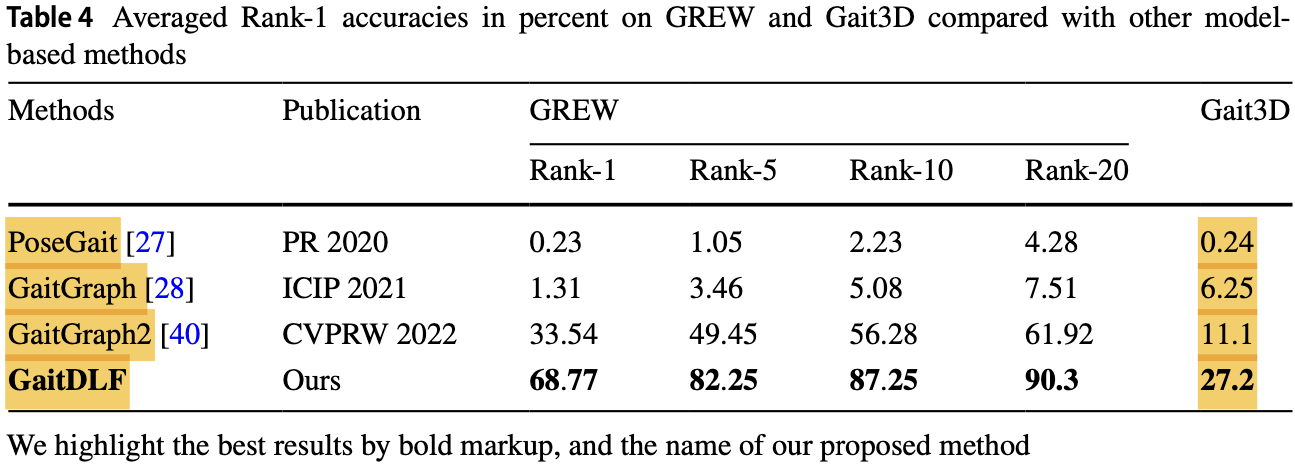 Table 4 Averaged Rank-1 accuracies in percent on GREW and Gait3D compared with other model-
based methods
Methods Publication GREW Gait3D
Rank-1 Rank-5 Rank-10 Rank-20
PoseGait [27] PR 2020 0.23 1.05 2.23 4.28 0.24
GaitGraph [28] ICIP 2021 1.31 3.46 5.08 7.51 6.25
GaitGraph2 [40] CVPRW 2022 33.54 49.45 56.28 61.92 11.1
GaitDLF Ours 68.77 82.25 87.25 90.3 27.2
We highlight the best results by bold markup, and the name of our proposed method